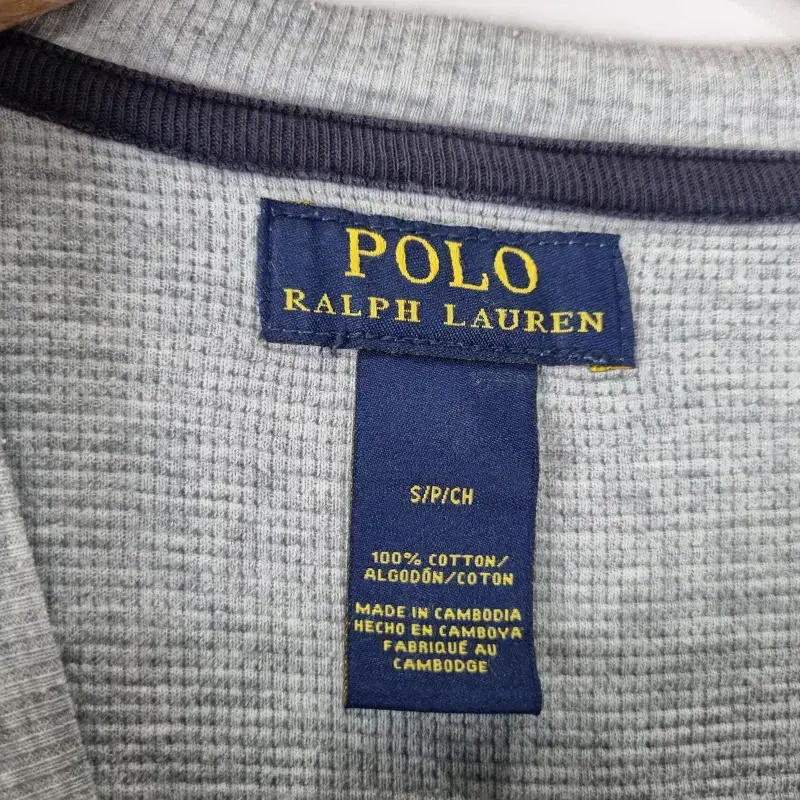 POLO
RALPH LAUREN
S/P/CH
100% COTTON/
ALGODÓN/COTON
MADE IN CAMBODIA
HECHO EN CAMBOYA
FABRIQUÉ AU
CAMBODGE